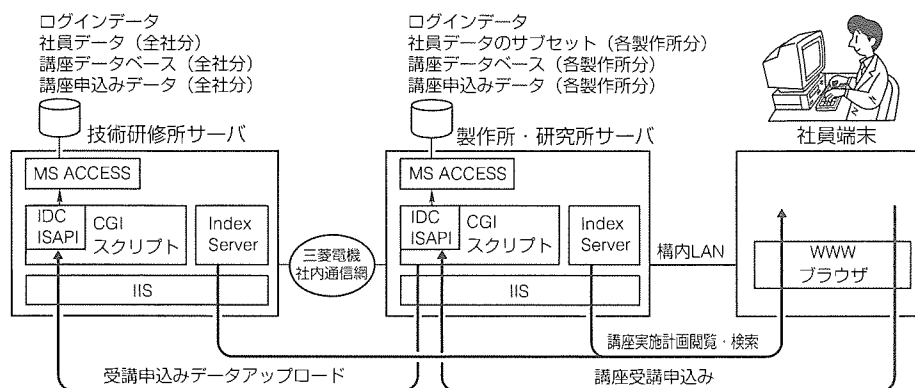 ログインデータ
社員データ（全社分）
講座データベース（全社分）
講座申込みデータ（全社分）
ログインデータ
社員データのサブセット（各製作所分）
講座データベース（各製作所分）
講座申込みデータ（各製作所分）
技術研修所サーバ
製作所・研究所サーバ
社員端末
MS ACCESS
IDC
ISAPI
CGI
スクリプト
Index
Server
IIS
三菱電機
社内通信網
MS ACCESS
IDC
ISAPI
CGI
スクリプト
Index
Server
IIS
構内LAN
WWW
ブラウザ
講座実施計画閲覧・検索
受講申込みデータアップロード
講座受講申込み